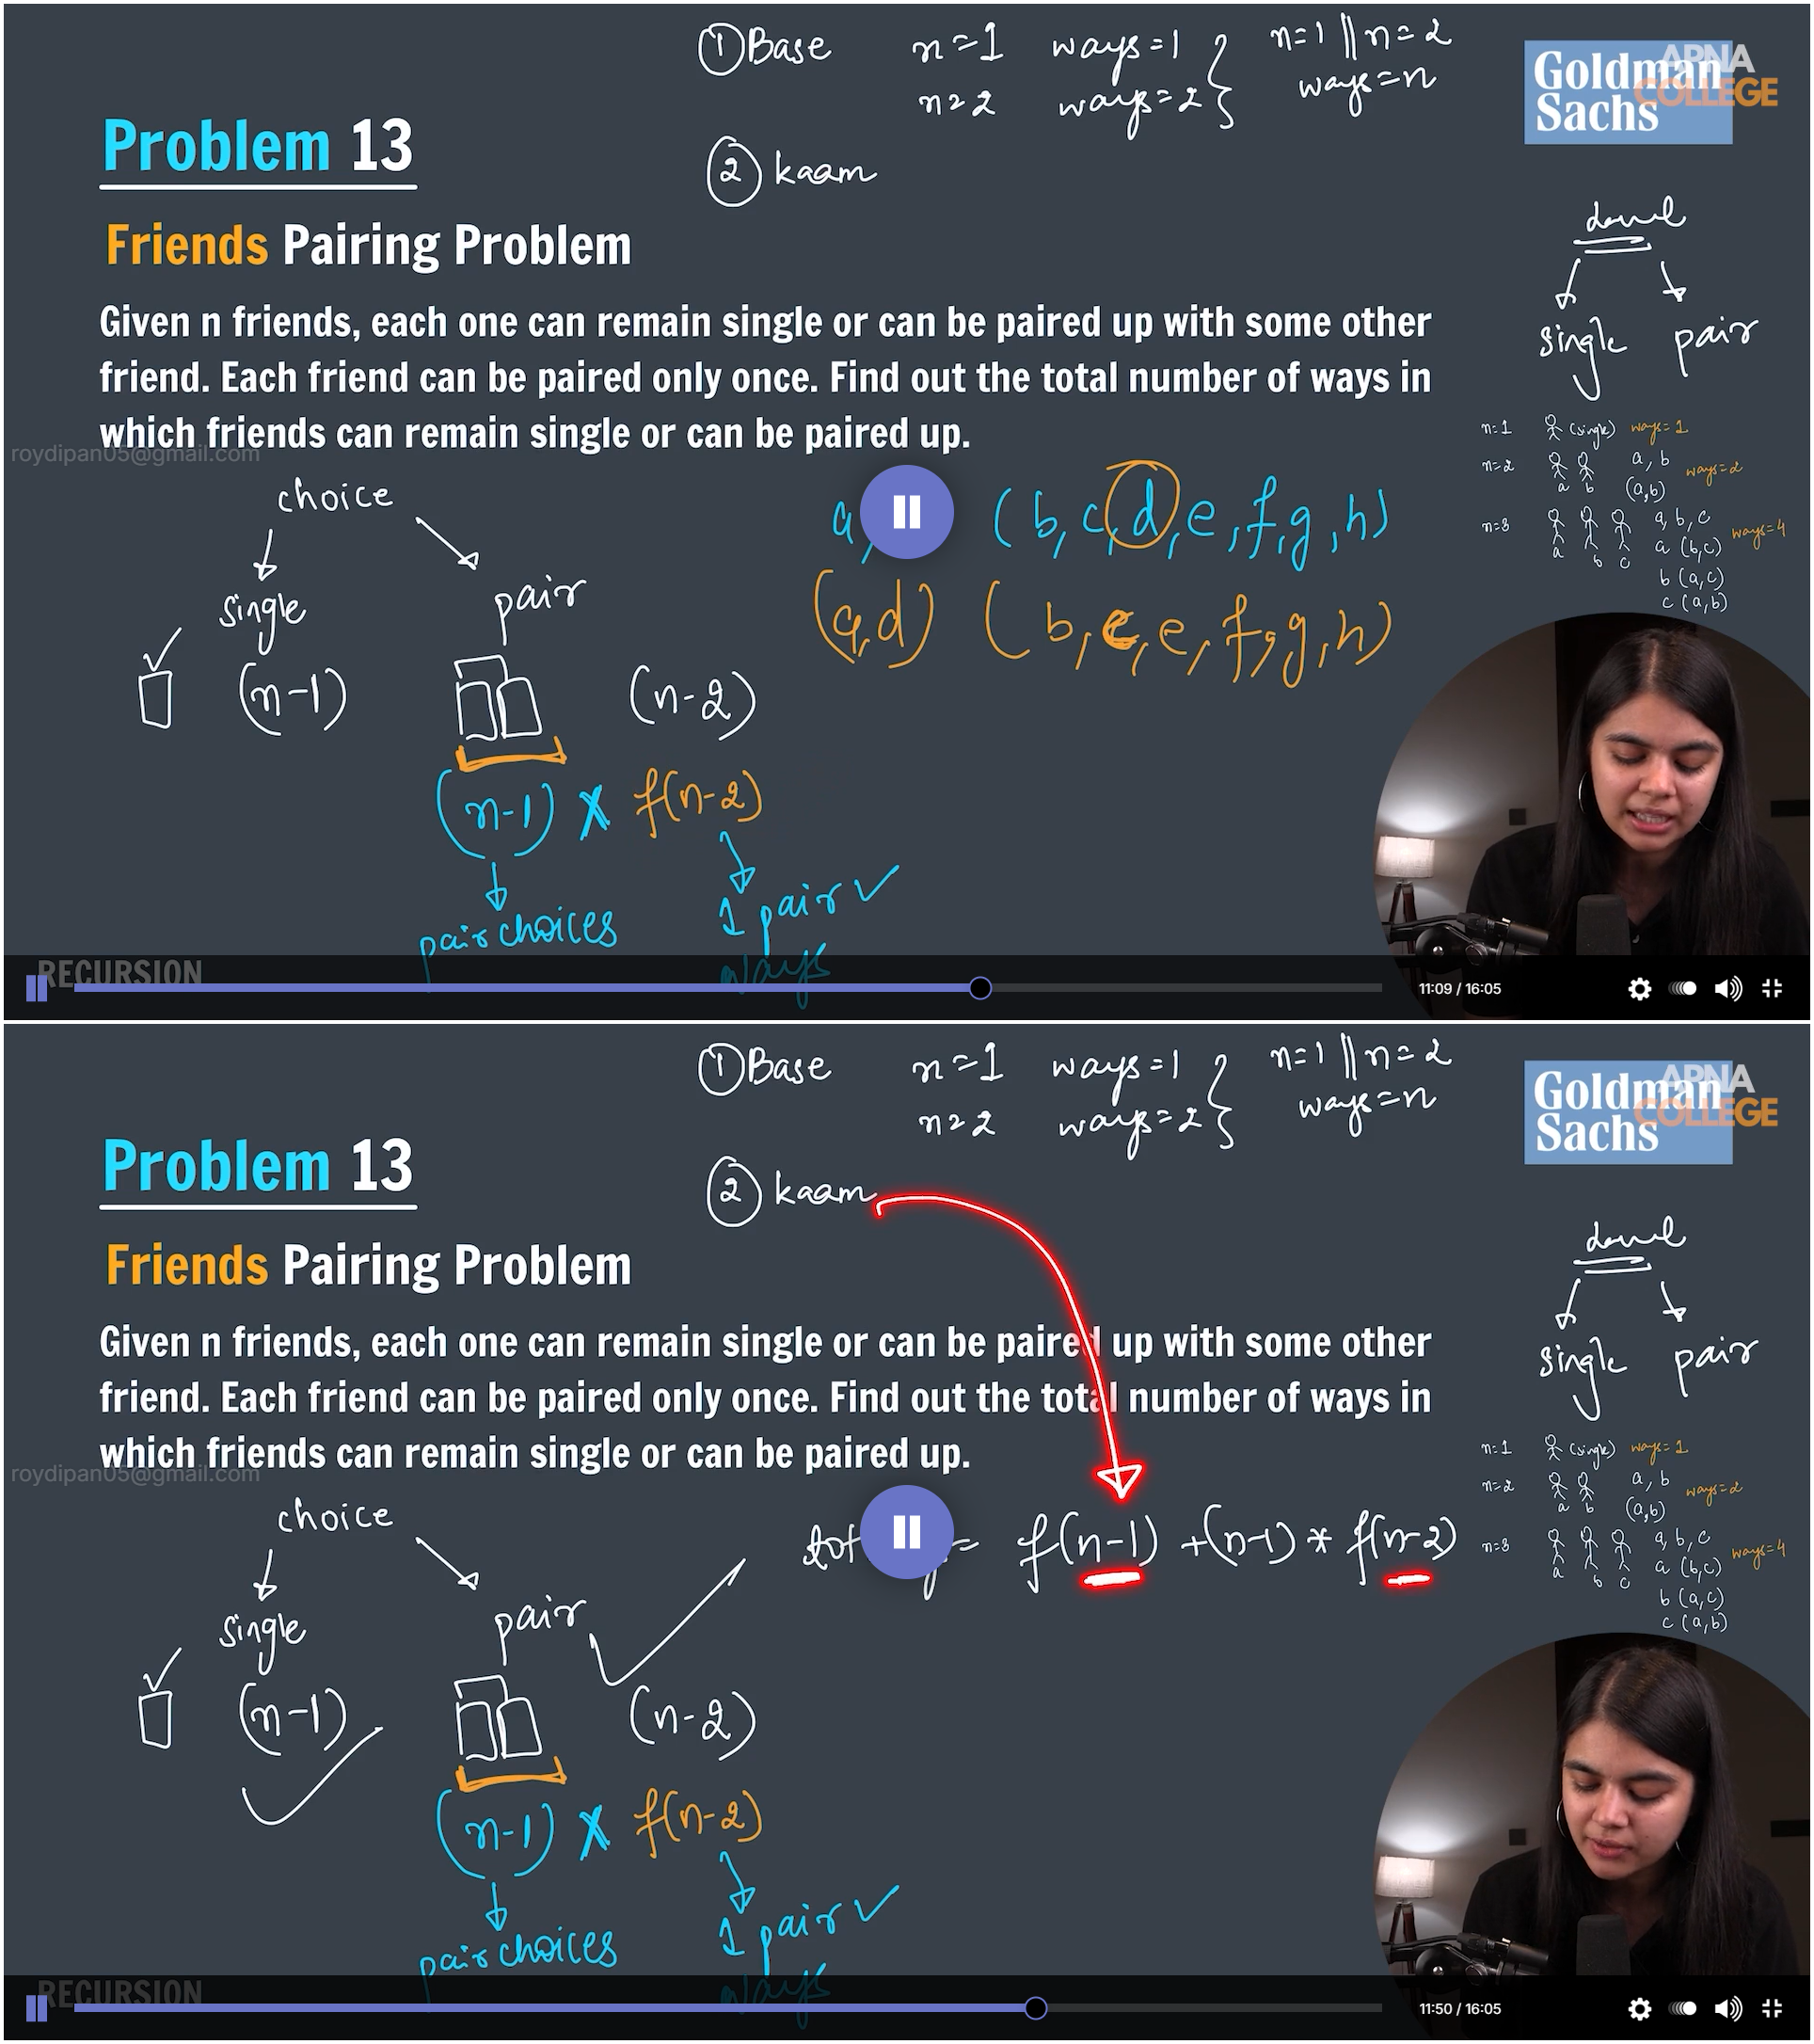 ① Base n=1 ways=1 n=1 || n=2
n=2 ways=2 ways=n
Goldman
Sachs
APNA
COLLEGE
Problem 13
② kaam
Friends Pairing Problem
single pair
Given n friends, each one can remain single or can be paired up with some other
friend. Each friend can be paired only once. Find out the total number of ways in
which friends can remain single or can be paired up.
roydipan05@gmail.com
n=1 (single) ways=1
n=2 a, b ways=2
a b (a,b)
n=3 a, b, c ways=4
a b c a (b,c)
b (a,c)
c (a,b)
choice
a, (b, c, d, e, f, g, h)
single pair
(a,d) (b, c, e, f, g, h)
(n-1) (n-2)
(n-1) X f(n-2)
pair choices 1 pair ✓
ways
RECURSION
11:09 / 16:05
① Base n=1 ways=1 n=1 || n=2
n=2 ways=2 ways=n
Goldman
Sachs
APNA
COLLEGE
Problem 13
② kaam
Friends Pairing Problem
single pair
Given n friends, each one can remain single or can be paired up with some other
friend. Each friend can be paired only once. Find out the total number of ways in
which friends can remain single or can be paired up.
roydipan05@gmail.com
n=1 (single) ways=1
n=2 a, b ways=2
a b (a,b)
n=3 a, b, c ways=4
a b c a (b,c)
b (a,c)
c (a,b)
choice
= f(n-1) + (n-1) * f(n-2)
single pair
(n-1) (n-2)
(n-1) X f(n-2)
pair choices 1 pair ✓
ways
RECURSION
11:50 / 16:05